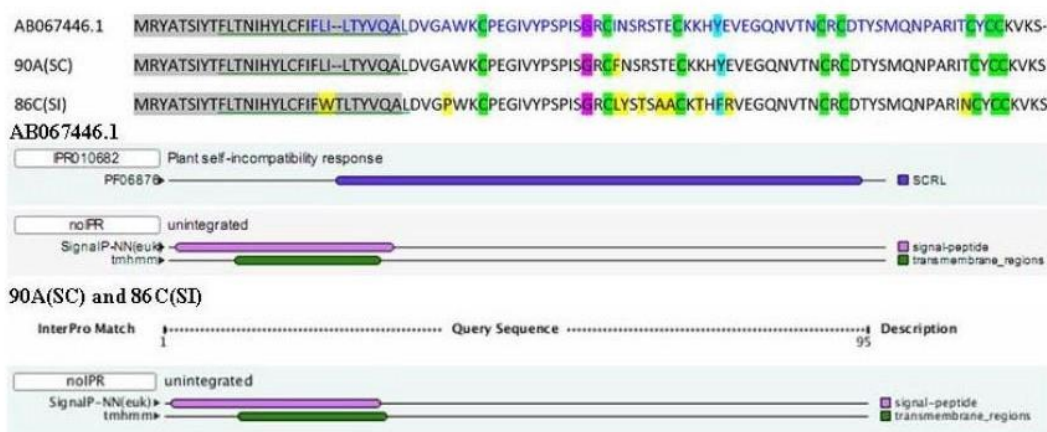 AB067446.1 MRYATSIYTFLTNIHYLCFIFLI--LTYVQALDVGAWKCPEGIVYPSPISGRCINSRSTECKKHYEVEGQNVTNCRCDTYSMQNPARITCYCCKVKS-
90A(SC) MRYATSIYTFLTNIHYLCFIFLI--LTYVQALDVGAWKCPEGIVYPSPISGRCFNSRSTECKKHYEVEGQNVTNCRCDTYSMQNPARITCYCCKVKS
86C(SI) MRYATSIYTFLTNIHYLCFIFWTLTYVQALDVGPWKCPEGIVYPSPISGRCLYSTSAACKTHFRVEGQNVTNCRCDTYSMQNPARINCYCCKVKS
AB067446.1
IPR010682 Plant self-incompatibility response
PF06876 SCRL
noIPR unintegrated
SignalP-NN(euk) signal-peptide
tmhmm transmembrane_regions
90A(SC) and 86C(SI)
InterPro Match Query Sequence Description
1 95
noIPR unintegrated
SignalP-NN(euk) signal-peptide
tmhmm transmembrane_regions